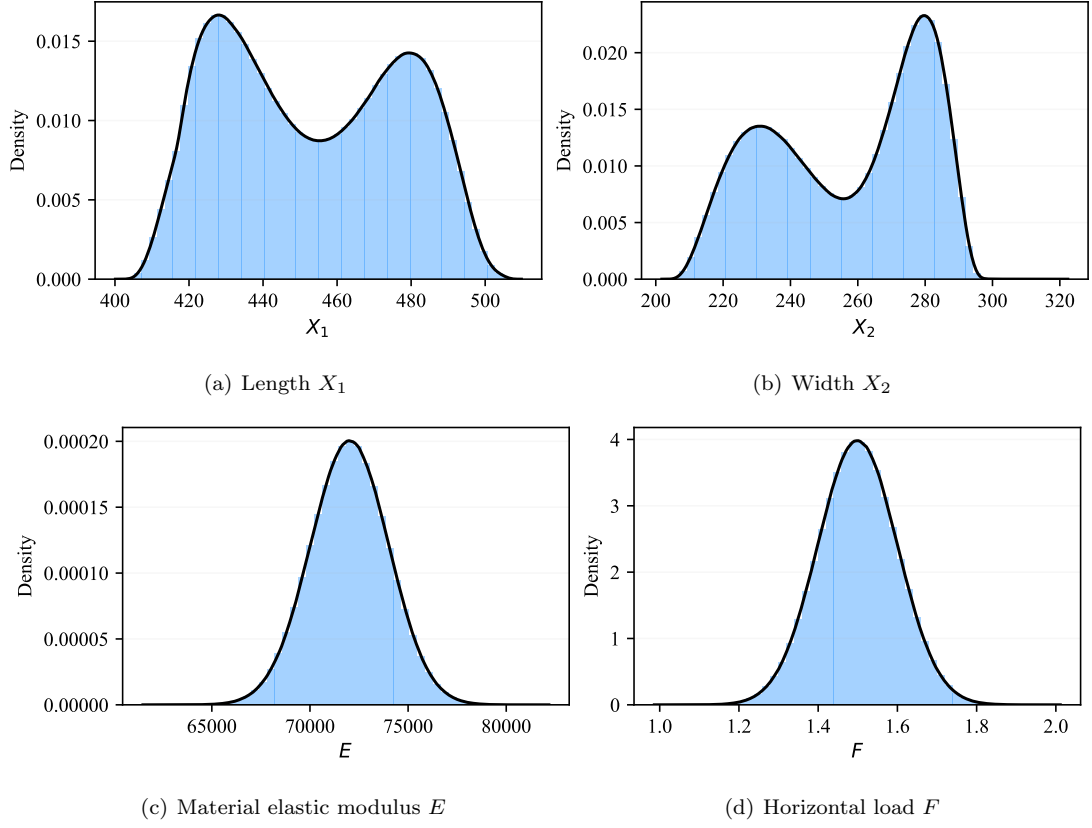 0.015
0.010
0.005
0.000
Density
400 420 440 460 480 500
X₁
(a) Length X₁
0.020
0.015
0.010
0.005
0.000
Density
200 220 240 260 280 300 320
X₂
(b) Width X₂
0.00020
0.00015
0.00010
0.00005
0.00000
Density
65000 70000 75000 80000
E
(c) Material elastic modulus E
4
3
2
1
0
Density
1.0 1.2 1.4 1.6 1.8 2.0
F
(d) Horizontal load F